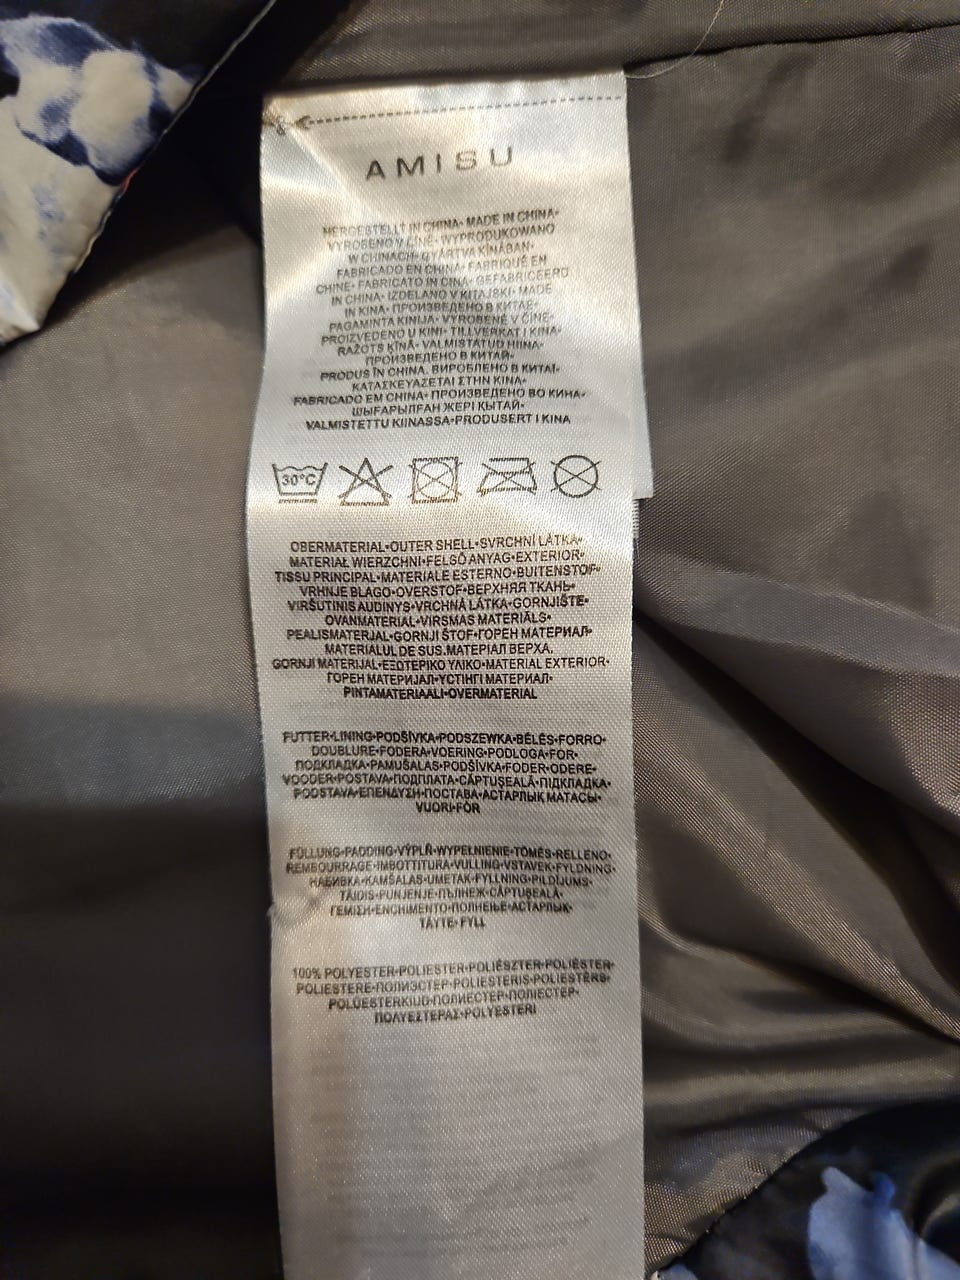 AMISU
HERGESTELLT IN CHINA• MADE IN CHINA•
VYROBENO V ČÍNĚ• WYPRODUKOWANO
W CHINACH• GYÁRTVA KÍNÁBAN•
FABRICADO EN CHINA• FABRIQUÉ EN
CHINE• FABRICATO IN CINA• GEFABRICEERD
IN CHINA• IZDELANO V KITAJSKI• MADE
IN KINA• ПРОИЗВЕДЕНО В КИТАЕ•
PAGAMINTA KINIJA• VYROBENÉ V ČÍNE•
PROIZVEDENO U KINI• TILLVERKAT I KINA•
RAŽOTS ĶĪNĀ• VALMISTATUD HIINA•
ПРОИЗВЕДЕНО В КИТАЙ•
PRODUS ÎN CHINA. ВИРОБЛЕНО В КИТАЇ•
ΚΑΤΑΣΚΕΥΑΖΕΤΑΙ ΣΤΗΝ ΚΙΝΑ•
FABRICADO EM CHINA• ПРОИЗВЕДЕНО ВО КИНА•
ШЫҒАРЫЛҒАН ЖЕРІ ҚЫТАЙ•
VALMISTETTU KIINASSA•PRODUSERT I KINA
30°C
OBERMATERIAL•OUTER SHELL•SVRCHNÍ LÁTKA•
MATERIAŁ WIERZCHNI•FELSŐ ANYAG•EXTERIOR•
TISSU PRINCIPAL•MATERIALE ESTERNO•BUITENSTOF•
VRHNJE BLAGO•OVERSTOF•ВЕРХНЯЯ ТКАНЬ•
VIRŠUTINIS AUDINYS•VRCHNÁ LÁTKA•GORNJIŠTE•
OVANMATERIAL•VIRSMAS MATERIĀLS•
PEALISMATERJAL•GORNJI ŠTOF•ГОРЕН МАТЕРИАЛ•
MATERIALUL DE SUS.МАТЕРІАЛ ВЕРХА.
GORNJI MATERIJAL•ΕΞΩΤΕΡΙΚΟ ΥΛΙΚΟ•MATERIAL EXTERIOR•
ГОРЕН МАТЕРИЈАЛ•ҮСТІҢГІ МАТЕРИАЛ•
PINTAMATERIAALI•OVERMATERIAL
FUTTER•LINING•PODŠÍVKA•PODSZEWKA•BÉLÉS•FORRO•
DOUBLURE•FODERA•VOERING•PODLOGA•FOR•
ПОДКЛАДКА•PAMUŠALAS•PODŠÍVKA•FODER•ODERE•
VOODER•POSTAVA•ПОДПЛАТА•CĂPTUŞEALĂ•ПІДКЛАДКА•
PODSTAVA•ΕΠΕΝΔΥΣΗ•ПОСТАВА•АСТАРЛЫҚ МАТАСЫ•
VUORI•FÔR
FÜLLUNG•PADDING•VÝPLŇ•WYPEŁNIENIE•TÖMÉS•RELLENO•
REMBOURRAGE•IMBOTTITURA•VULLING•VSTAVEK•FYLDNING•
НАБИВКА•KAMŠALAS•UMETAK•FYLLNING•PILDĪJUMS•
TÄIDIS•PUNJENJE•ПЪЛНЕЖ•CĂPTUŞEALĂ•
ΓΕΜΙΣΗ•ENCHIMENTO•ПОЛНЕЊЕ•АСТАРЛЫҚ•
TÄYTE•FYLL
100% POLYESTER•POLIESTER•POLIÉSZTER•POLIÉSTER•
POLIESTERE•ПОЛИЭСТЕР•POLIESTERIS•POLIESTERS•
POLÜESTERKIUD•ПОЛИЕСТЕР•ПОЛІЕСТЕР•
ΠΟΛΥΕΣΤΕΡΑΣ•POLYESTERI